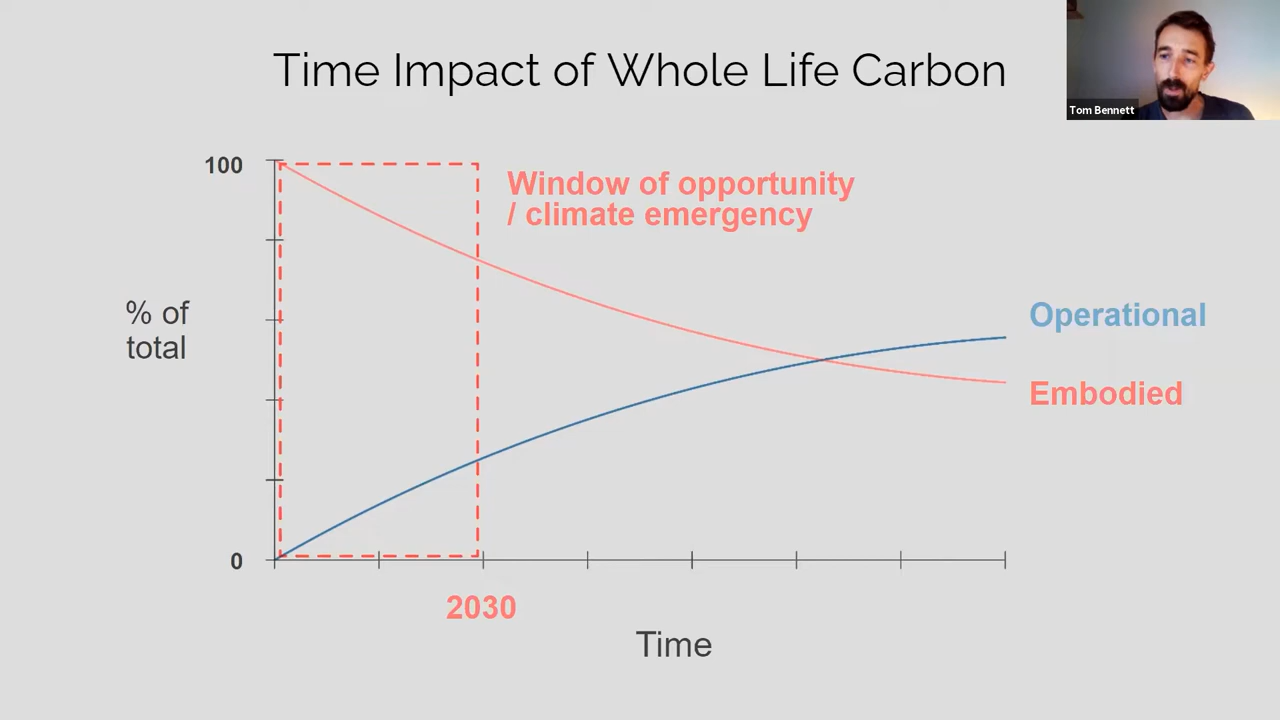 Time Impact of Whole Life Carbon
Tom Bennett
100
Window of opportunity
/ climate emergency
% of
total
Operational
Embodied
0
2030
Time